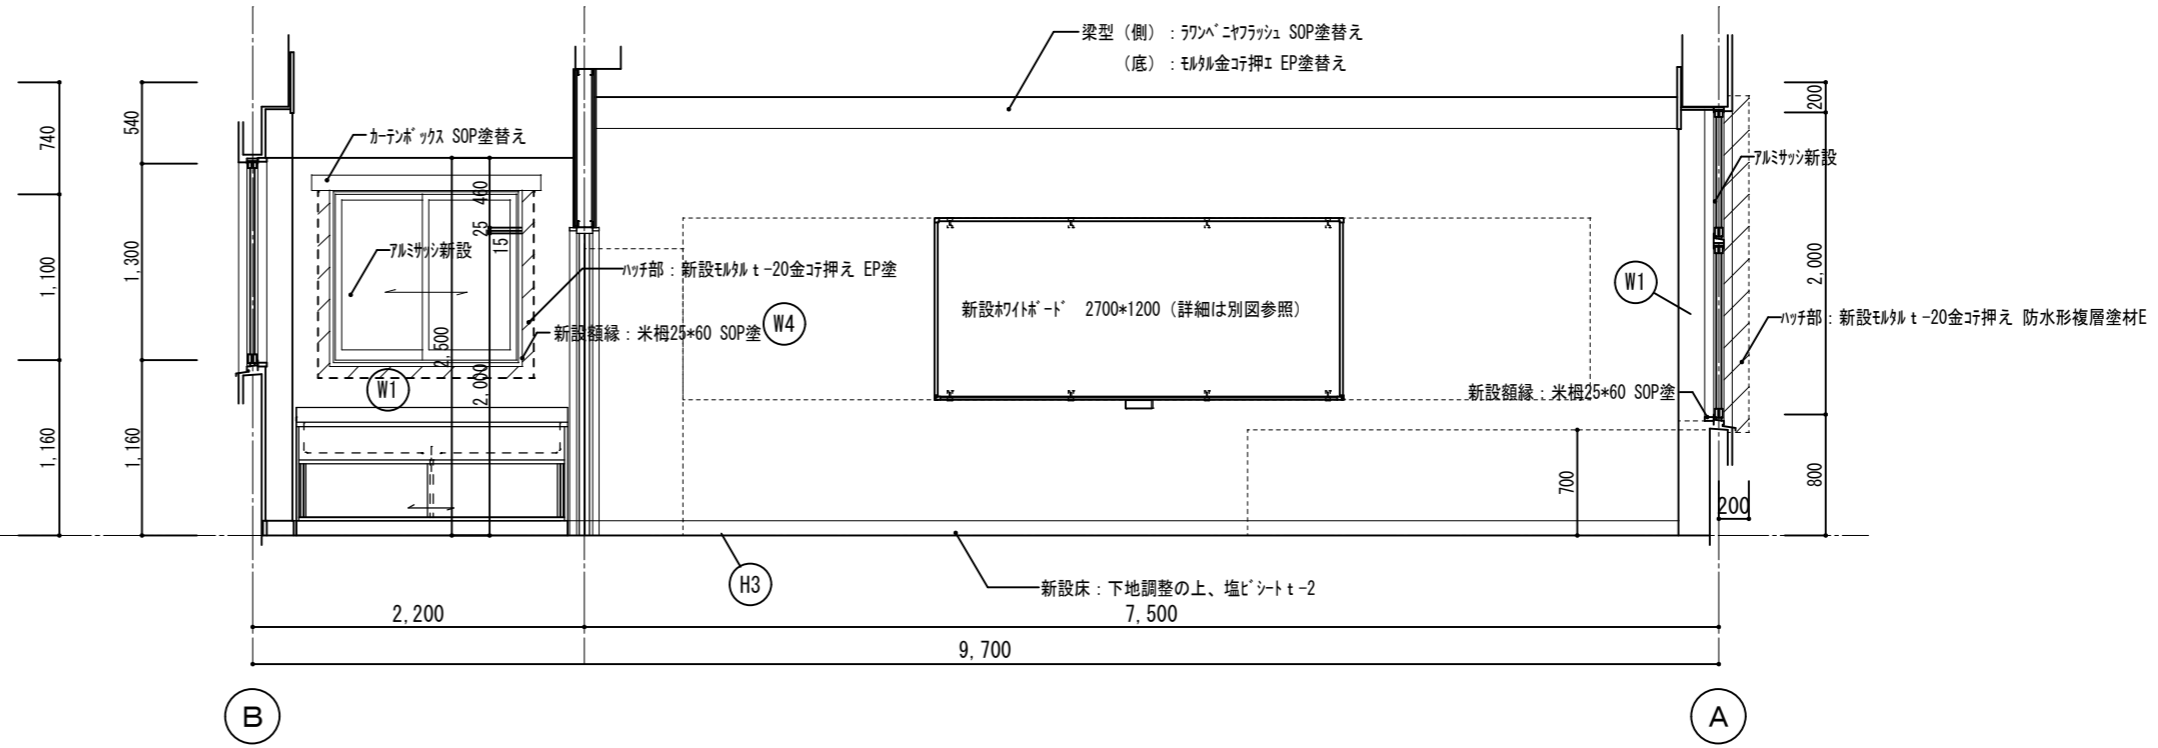 梁型（側）：ﾗﾜﾝﾍﾞﾆﾔﾌﾗｯｼｭ SOP塗替え
（底）：ﾓﾙﾀﾙ金ｺﾃ押ｴ EP塗替え
ｶｰﾃﾝﾎﾞｯｸｽ SOP塗替え
ｱﾙﾐｻｯｼ新設
ｱﾙﾐｻｯｼ新設
ﾊｯﾁ部：新設ﾓﾙﾀﾙｔ-20金ｺﾃ押え EP塗
新設額縁：米栂25*60 SOP塗
W4
W1
新設ﾎﾜｲﾄﾎﾞｰﾄﾞ 2700*1200（詳細は別図参照）
W1
ﾊｯﾁ部：新設ﾓﾙﾀﾙｔ-20金ｺﾃ押え 防水形複層塗材E
新設額縁：米栂25*60 SOP塗
740
1,100
1,160
540
1,300
1,160
460
25
15
2,500
2,000
200
2,000
800
700
200
H3
新設床：下地調整の上、塩ﾋﾞｼｰﾄｔ-2
2,200
7,500
9,700
B
A